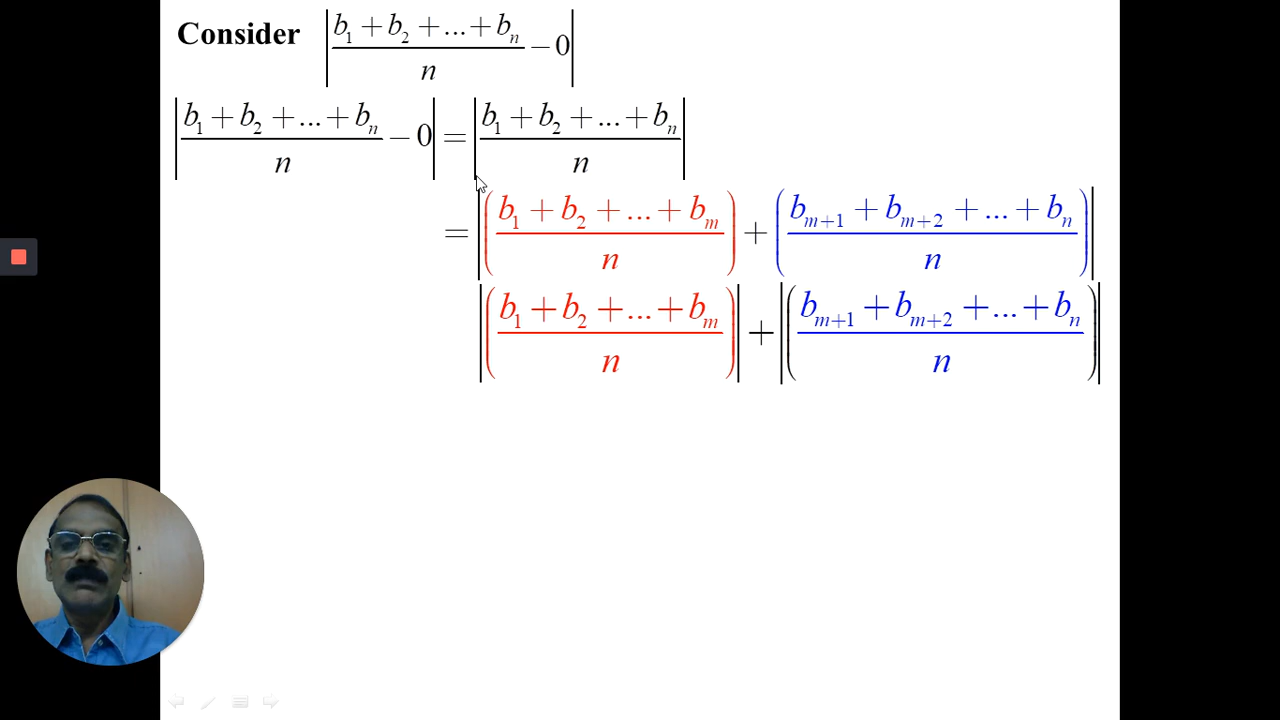 Consider |(b₁ + b₂ + ... + bₙ)/n − 0|
|(b₁ + b₂ + ... + bₙ)/n − 0| = |(b₁ + b₂ + ... + bₙ)/n|
= |((b₁ + b₂ + ... + bₘ)/n) + ((bₘ₊₁ + bₘ₊₂ + ... + bₙ)/n)|
|((b₁ + b₂ + ... + bₘ)/n)| + |((bₘ₊₁ + bₘ₊₂ + ... + bₙ)/n)|